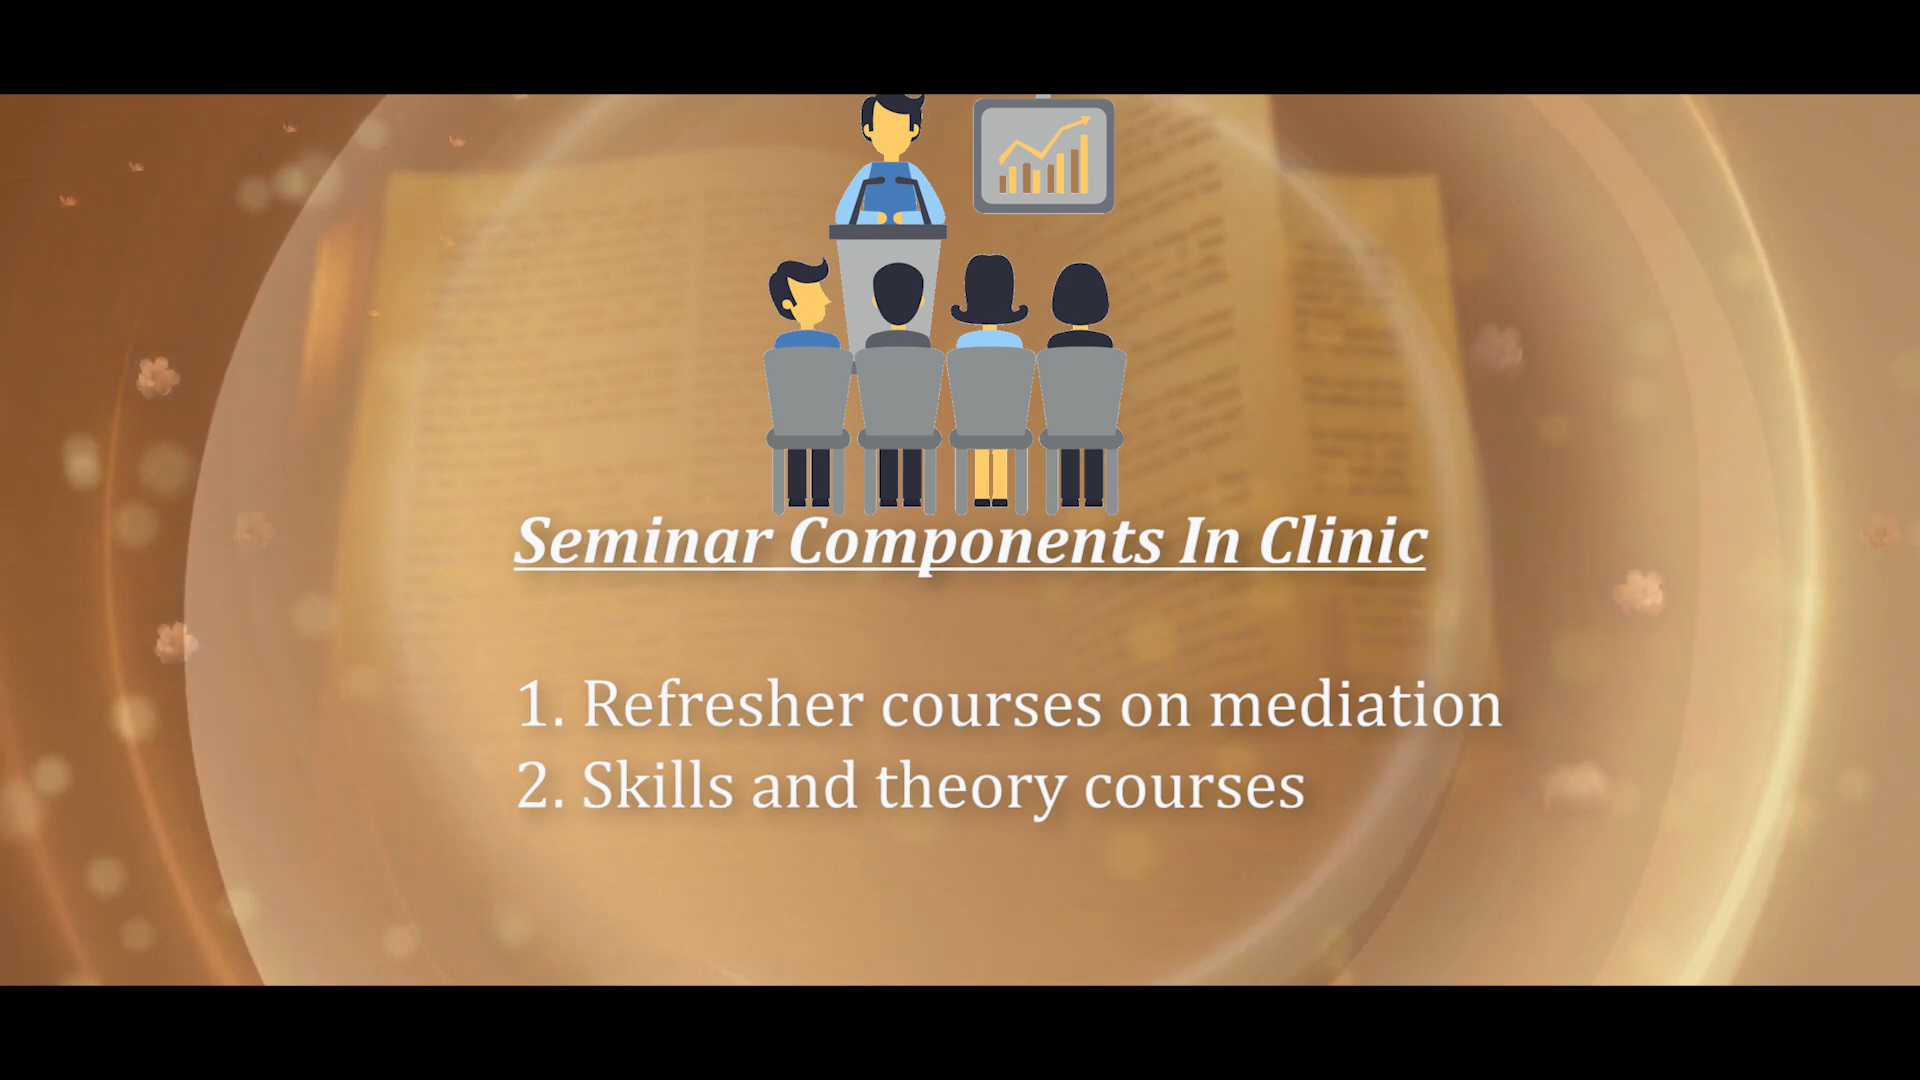 Seminar Components In Clinic
1. Refresher courses on mediation
2. Skills and theory courses